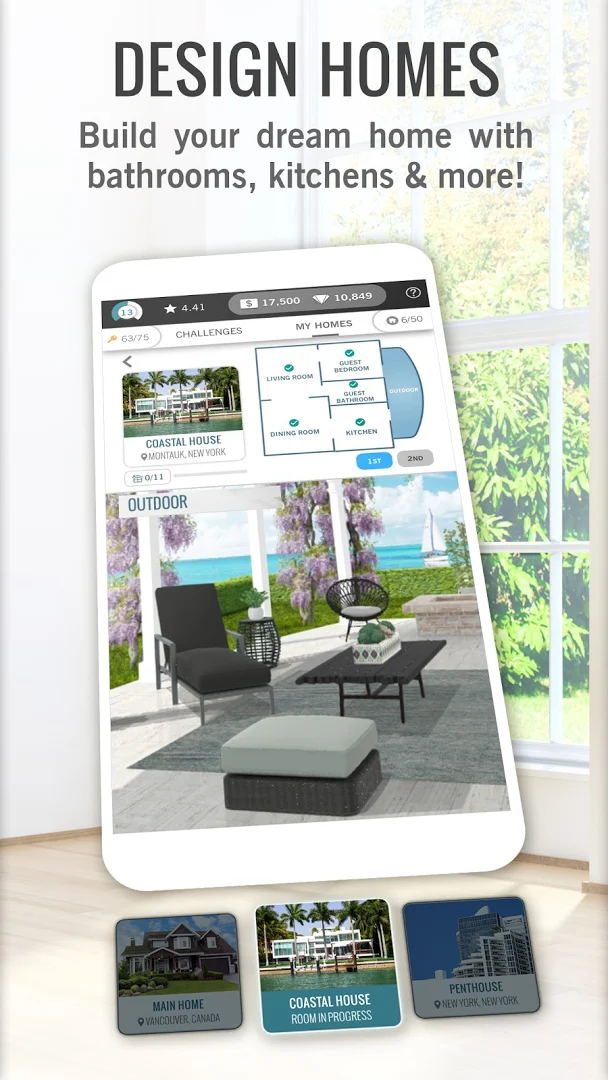 DESIGN HOMES
Build your dream home with
bathrooms, kitchens & more!
13
4.41
$ 17,500
10,849
?
63/75
CHALLENGES
MY HOMES
6/50
COASTAL HOUSE
MONTAUK, NEW YORK
0/11
LIVING ROOM
GUEST
BEDROOM
GUEST
BATHROOM
DINING ROOM
KITCHEN
OUTDOOR
1ST
2ND
OUTDOOR
MAIN HOME
VANCOUVER, CANADA
COASTAL HOUSE
ROOM IN PROGRESS
PENTHOUSE
NEW YORK, NEW YORK